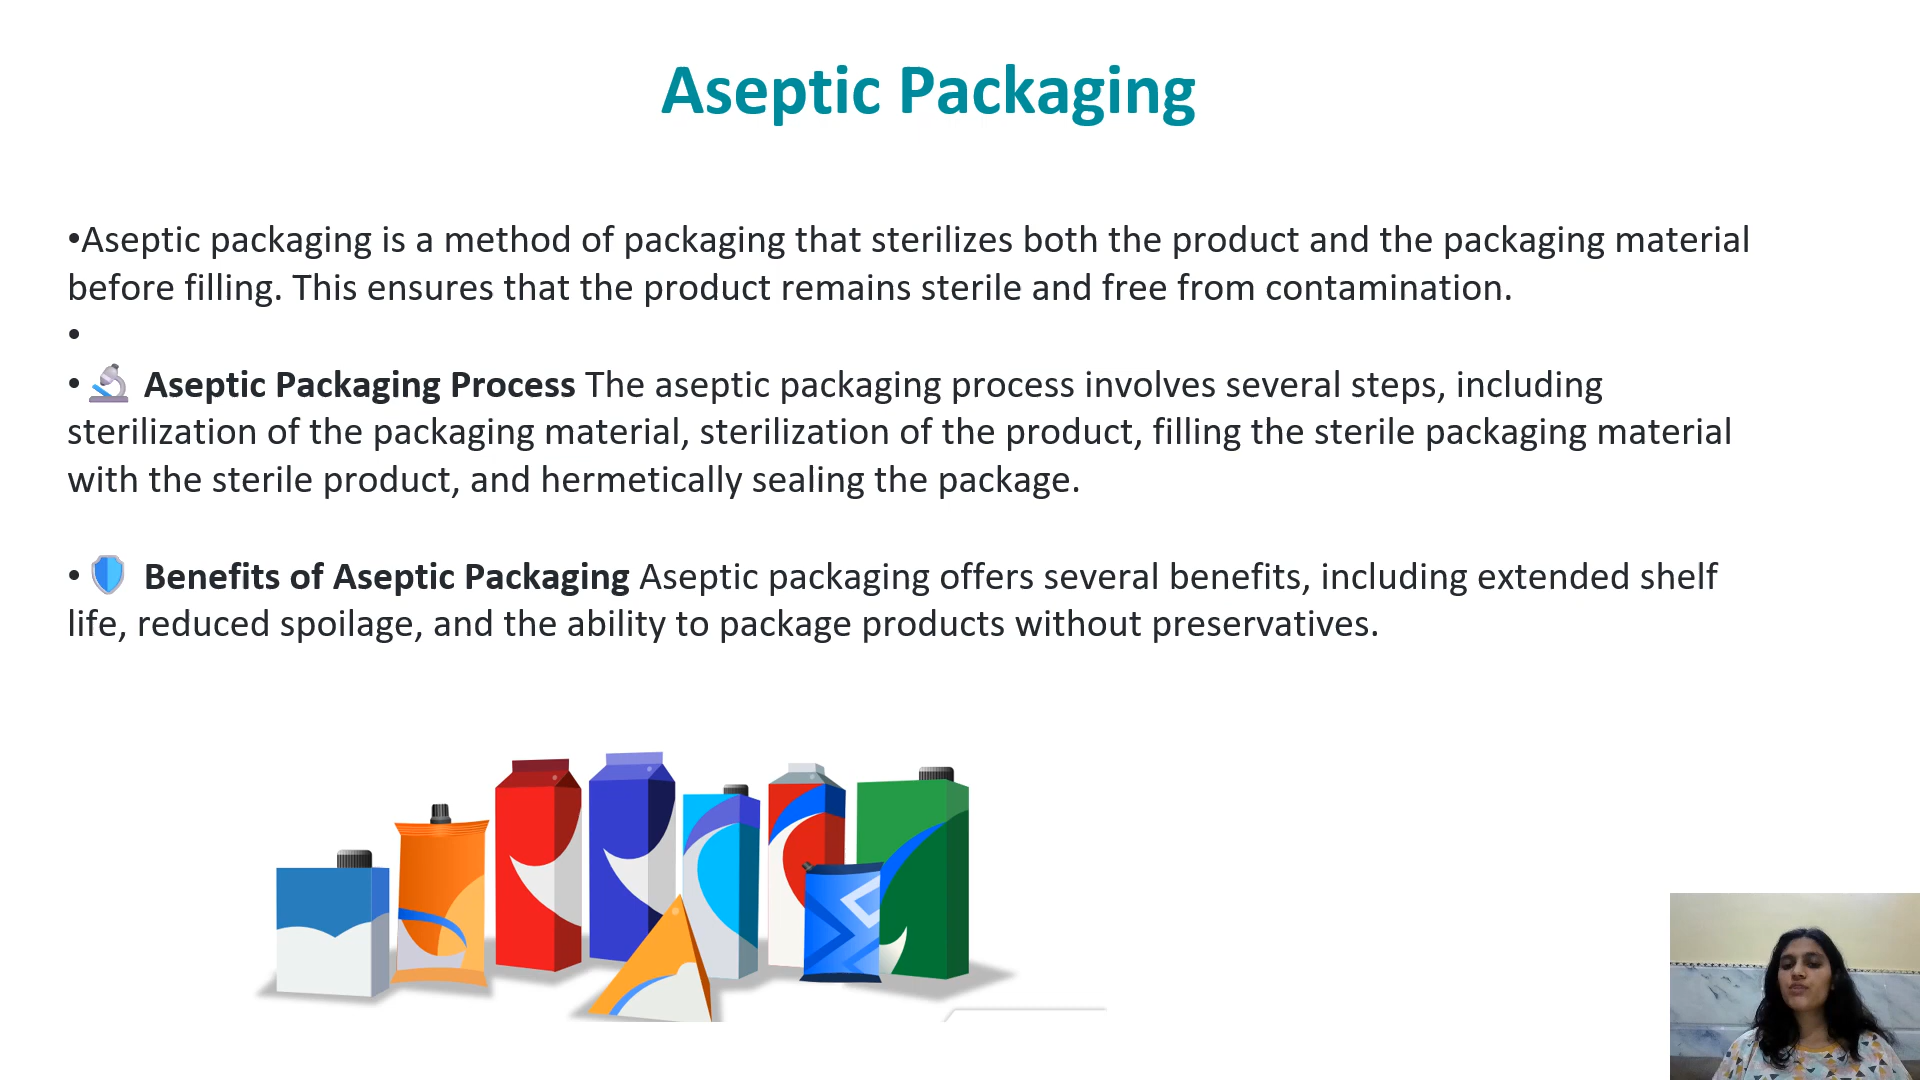 Aseptic Packaging
•Aseptic packaging is a method of packaging that sterilizes both the product and the packaging material
before filling. This ensures that the product remains sterile and free from contamination.
•
• 🔬 Aseptic Packaging Process The aseptic packaging process involves several steps, including
sterilization of the packaging material, sterilization of the product, filling the sterile packaging material
with the sterile product, and hermetically sealing the package.
• 🛡️ Benefits of Aseptic Packaging Aseptic packaging offers several benefits, including extended shelf
life, reduced spoilage, and the ability to package products without preservatives.